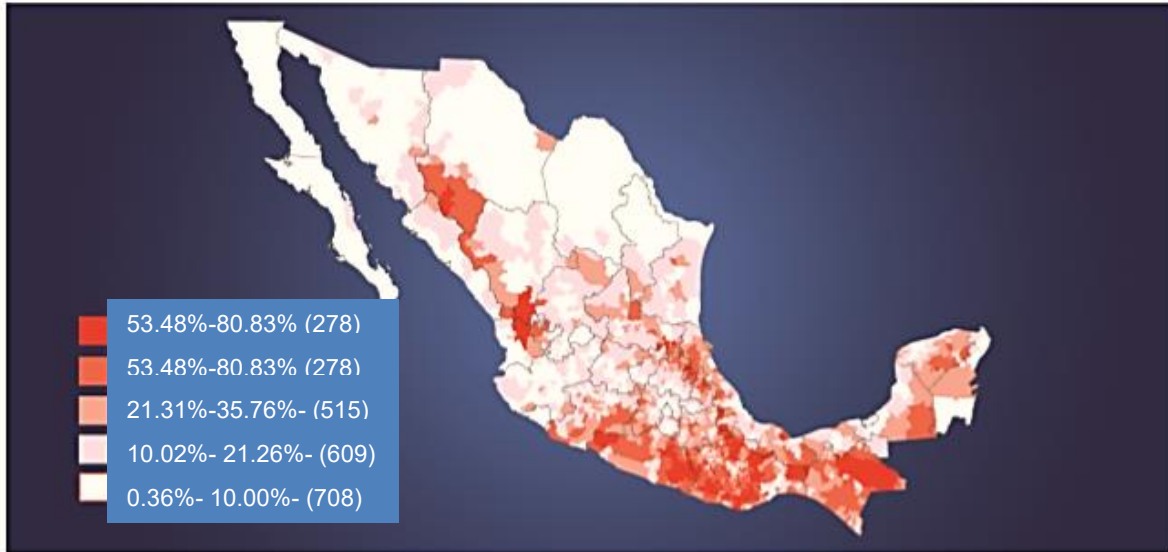 53.48%-80.83% (278)
53.48%-80.83% (278)
21.31%-35.76%- (515)
10.02%- 21.26%- (609)
0.36%- 10.00%- (708)